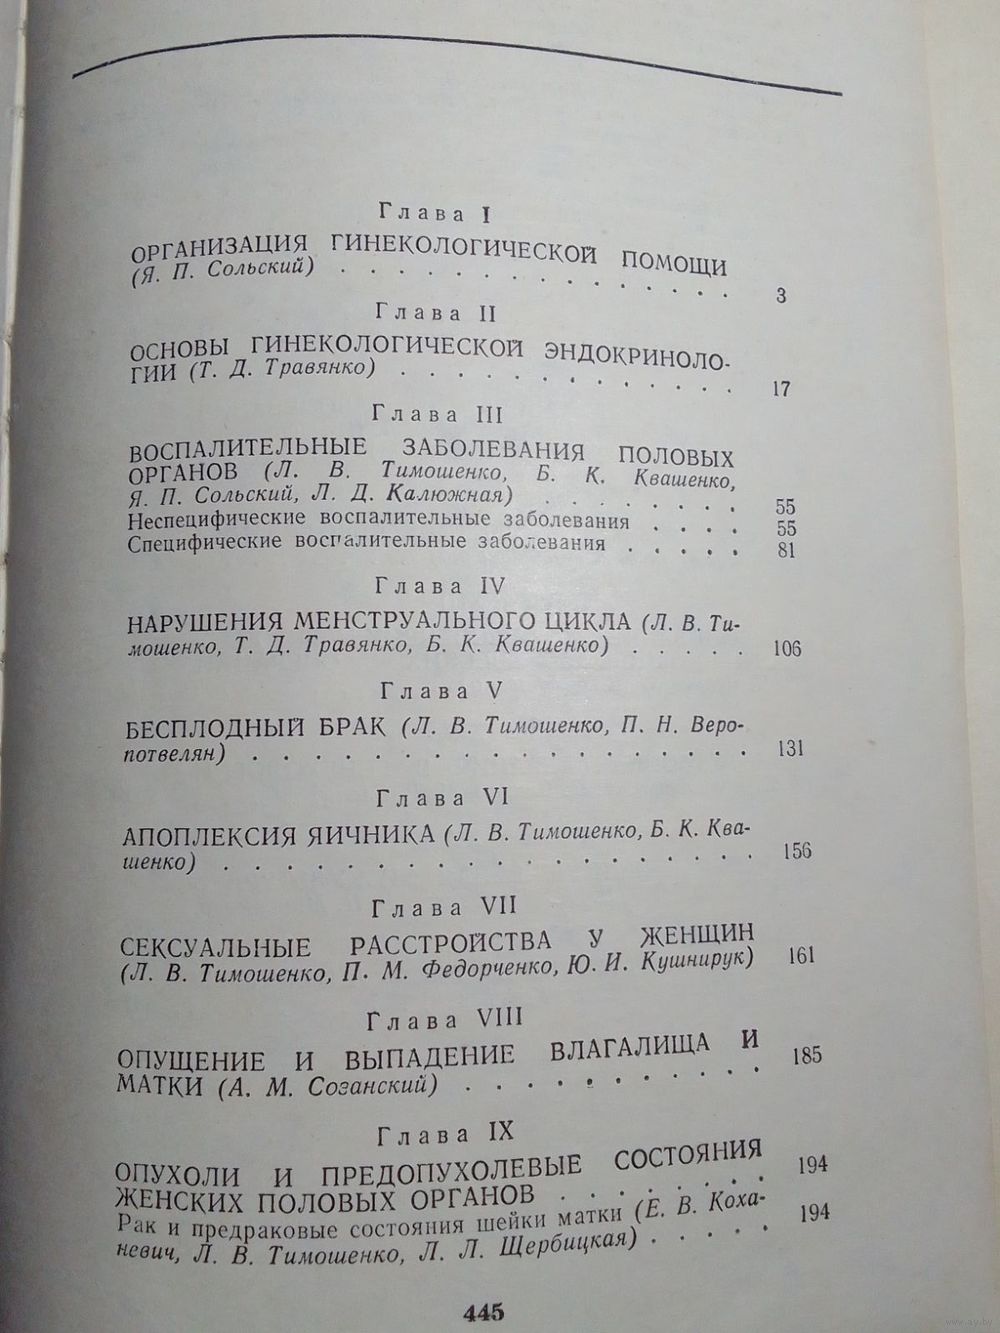 Глава I
ОРГАНИЗАЦИЯ ГИНЕКОЛОГИЧЕСКОЙ ПОМОЩИ
(Я. П. Сольский) . . . . . . . . . . . . . . 3
Глава II
ОСНОВЫ ГИНЕКОЛОГИЧЕСКОЙ ЭНДОКРИНОЛО-
ГИИ (Т. Д. Травянко) . . . . . . . . . . . . 17
Глава III
ВОСПАЛИТЕЛЬНЫЕ ЗАБОЛЕВАНИЯ ПОЛОВЫХ
ОРГАНОВ (Л. В. Тимошенко, Б. К. Квашенко,
Я. П. Сольский, Л. Д. Калюжная) . . . . . . . 55
Неспецифические воспалительные заболевания . . . . 55
Специфические воспалительные заболевания . . . . . 81
Глава IV
НАРУШЕНИЯ МЕНСТРУАЛЬНОГО ЦИКЛА (Л. В. Ти-
мошенко, Т. Д. Травянко, Б. К. Квашенко) . . . . . 106
Глава V
БЕСПЛОДНЫЙ БРАК (Л. В. Тимошенко, П. Н. Веро-
потвелян) . . . . . . . . . . . . . . . . . 131
Глава VI
АПОПЛЕКСИЯ ЯИЧНИКА (Л. В. Тимошенко, Б. К. Ква-
шенко) . . . . . . . . . . . . . . . . . . 156
Глава VII
СЕКСУАЛЬНЫЕ РАССТРОЙСТВА У ЖЕНЩИН
(Л. В. Тимошенко, П. М. Федорченко, Ю. И. Кушнирук) 161
Глава VIII
ОПУЩЕНИЕ И ВЫПАДЕНИЕ ВЛАГАЛИЩА И
МАТКИ (А. М. Созанский) . . . . . . . . . . 185
Глава IX
ОПУХОЛИ И ПРЕДОПУХОЛЕВЫЕ СОСТОЯНИЯ
ЖЕНСКИХ ПОЛОВЫХ ОРГАНОВ . . . . . . . . 194
Рак и предраковые состояния шейки матки (Е. В. Коха-
невич, Л. В. Тимошенко, Л. Л. Щербицкая) . . . . . 194
445
www.ay.by